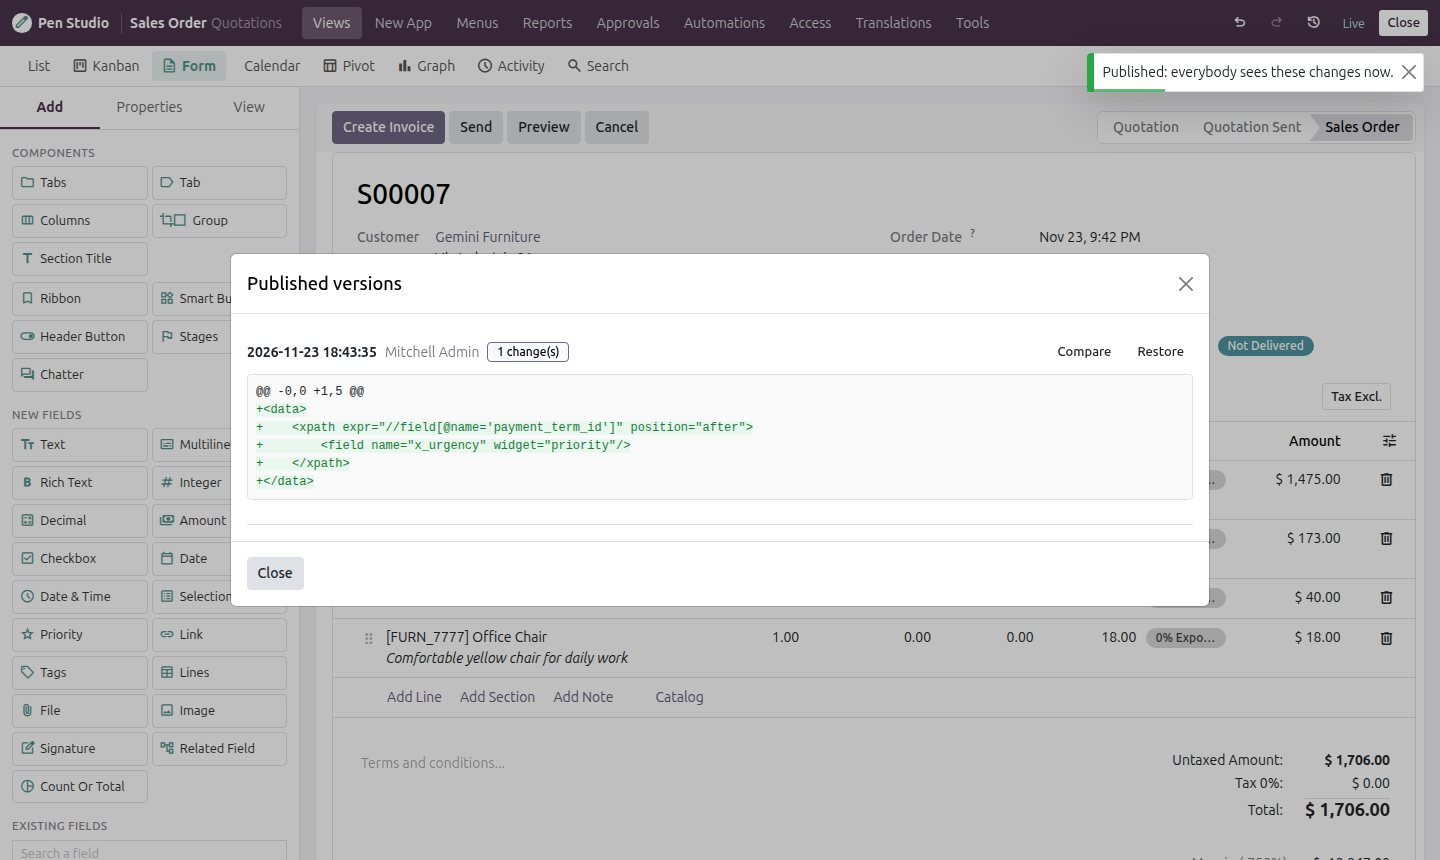 Pen Studio Sales Order Quotations Views New App Menus Reports Approvals Automations Access Translations Tools Live Close
List Kanban Form Calendar Pivot Graph Activity Search
Published: everybody sees these changes now.
Add Properties View
Create Invoice Send Preview Cancel
Quotation Quotation Sent Sales Order
COMPONENTS
Tabs Tab
Columns Group
Section Title
Ribbon Smart Bu
Header Button Stages
Chatter
NEW FIELDS
Text Multiline
Rich Text Integer
Decimal Amount
Checkbox Date
Date & Time Selection
Priority Link
Tags Lines
File Image
Signature Related Field
Count Or Total
EXISTING FIELDS
Search a field
S00007
Customer Gemini Furniture
Order Date ? Nov 23, 9:42 PM
Not Delivered
Tax Excl.
Published versions
2026-11-23 18:43:35 Mitchell Admin 1 change(s) Compare Restore
@@ -0,0 +1,5 @@
+<data>
+    <xpath expr="//field[@name='payment_term_id']" position="after">
+        <field name="x_urgency" widget="priority"/>
+    </xpath>
+</data>
Close
Amount
$ 1,475.00
$ 173.00
$ 40.00
[FURN_7777] Office Chair 1.00 0.00 0.00 18.00 0% Expo... $ 18.00
Comfortable yellow chair for daily work
Add Line Add Section Add Note Catalog
Terms and conditions...
Untaxed Amount: $ 1,706.00
Tax 0%: $ 0.00
Total: $ 1,706.00